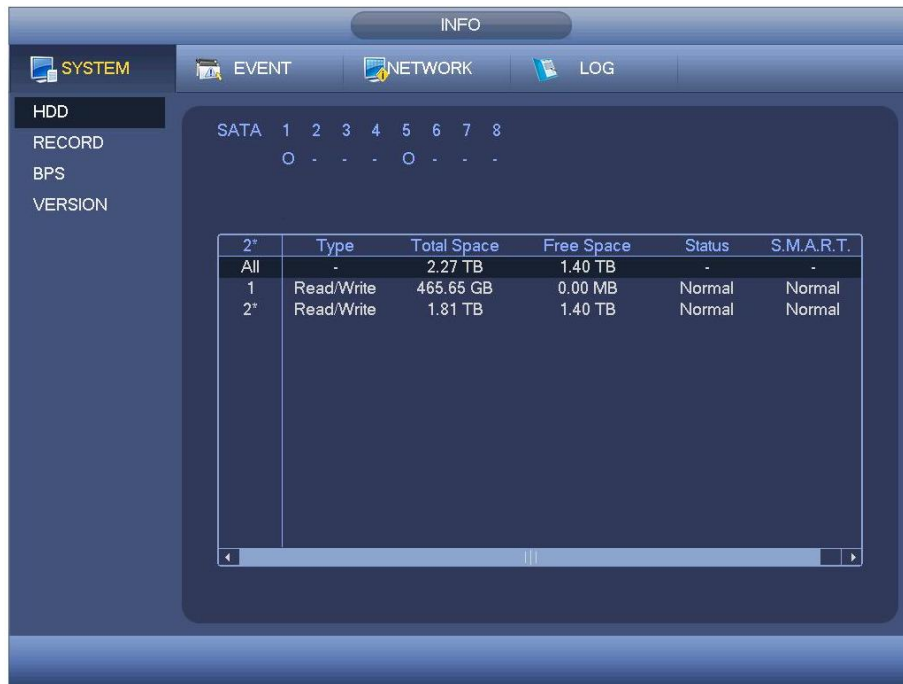 INFO
SYSTEM EVENT NETWORK LOG
HDD
RECORD
BPS
VERSION
SATA 1 2 3 4 5 6 7 8
O - - - O - - -
2* Type Total Space Free Space Status S.M.A.R.T.
All - 2.27 TB 1.40 TB - -
1 Read/Write 465.65 GB 0.00 MB Normal Normal
2* Read/Write 1.81 TB 1.40 TB Normal Normal